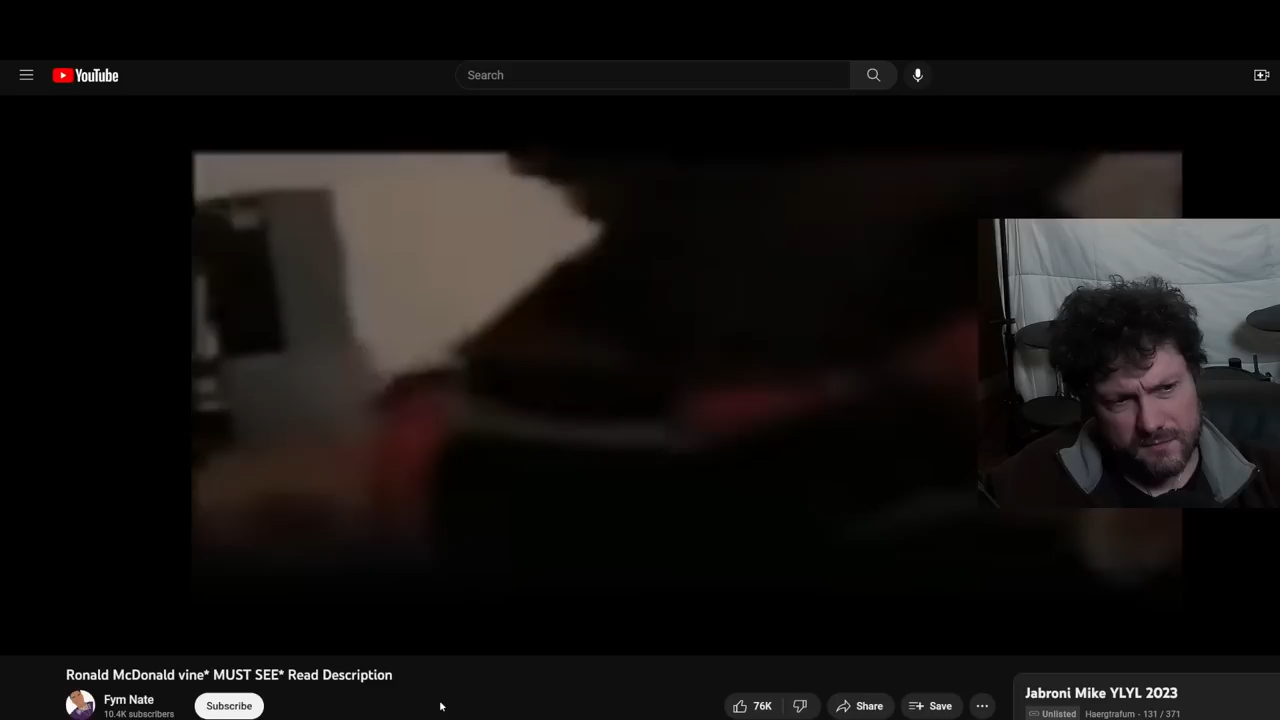 YouTube
Search
Ronald McDonald vine* MUST SEE* Read Description
Fym Nate
10.4K subscribers
Subscribe
76K
Share
Save
Jabroni Mike YLYL 2023
Unlisted
Haergtrafum - 131 / 371